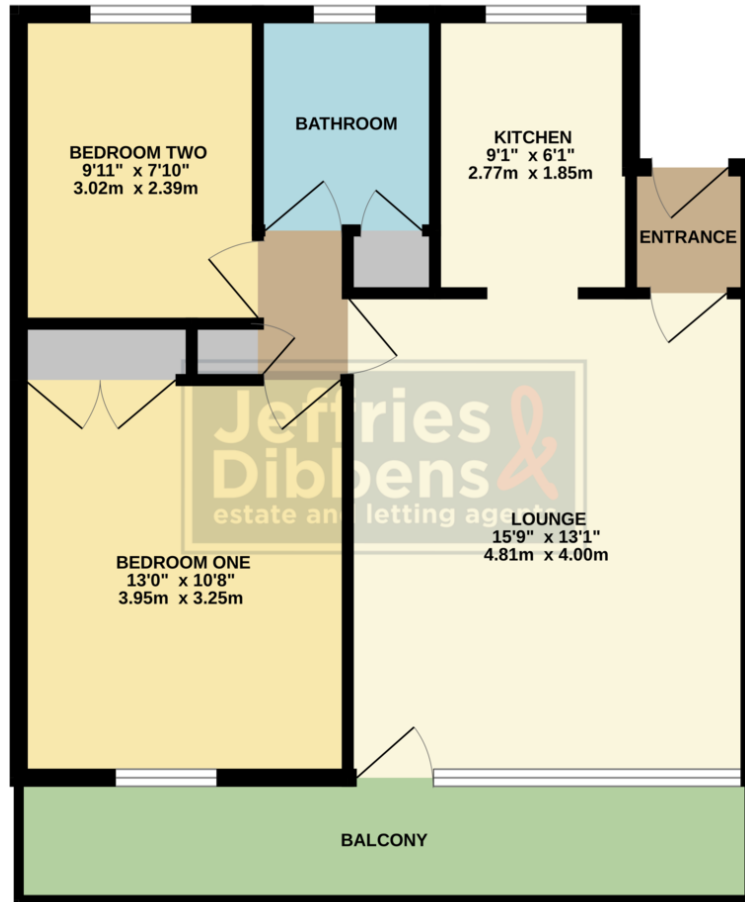 BEDROOM TWO
9'11" x 7'10"
3.02m x 2.39m
BATHROOM
KITCHEN
9'1" x 6'1"
2.77m x 1.85m
ENTRANCE
Jeffries
Dibbens &
estate and letting agents
LOUNGE
15'9" x 13'1"
4.81m x 4.00m
BEDROOM ONE
13'0" x 10'8"
3.95m x 3.25m
BALCONY